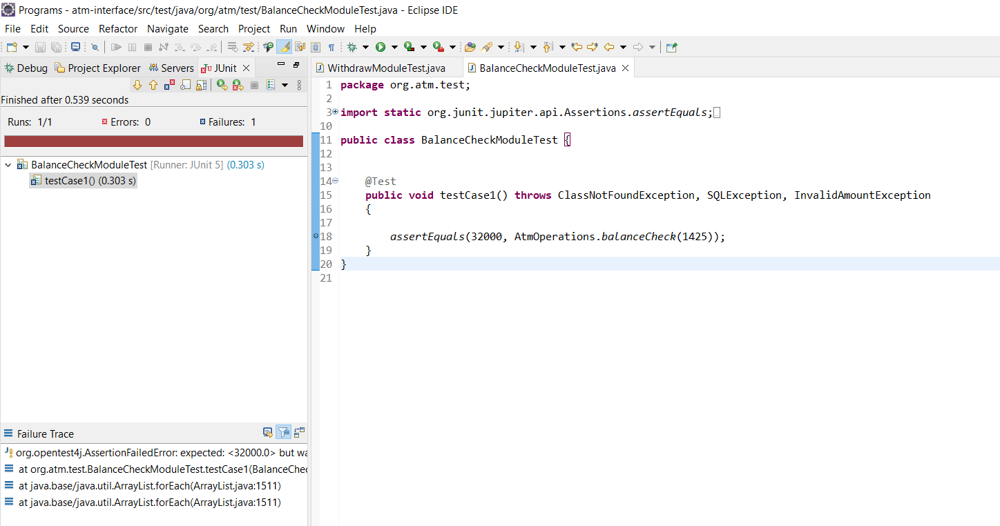 Programs - atm-interface/src/test/java/org/atm/test/BalanceCheckModuleTest.java - Eclipse IDE
File Edit Source Refactor Navigate Search Project Run Window Help
Debug Project Explorer Servers JUnit
Finished after 0.539 seconds
Runs: 1/1 Errors: 0 Failures: 1
BalanceCheckModuleTest [Runner: JUnit 5] (0.303 s)
testCase1() (0.303 s)
Failure Trace
org.opentest4j.AssertionFailedError: expected: <32000.0> but wa
at org.atm.test.BalanceCheckModuleTest.testCase1(BalanceChec
at java.base/java.util.ArrayList.forEach(ArrayList.java:1511)
at java.base/java.util.ArrayList.forEach(ArrayList.java:1511)
WithdrawModuleTest.java BalanceCheckModuleTest.java
1 package org.atm.test;
2
3 import static org.junit.jupiter.api.Assertions.assertEquals;
10
11 public class BalanceCheckModuleTest {
12
13
14 @Test
15 public void testCase1() throws ClassNotFoundException, SQLException, InvalidAmountException
16 {
17
18 assertEquals(32000, AtmOperations.balanceCheck(1425));
19 }
20 }
21